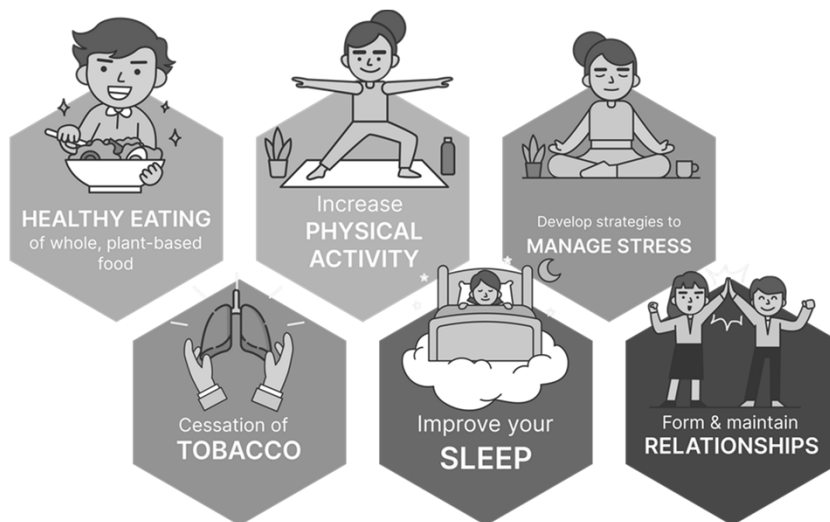 HEALTHY EATING
of whole, plant-based
food
Increase
PHYSICAL
ACTIVITY
Develop strategies to
MANAGE STRESS
Cessation of
TOBACCO
Improve your
SLEEP
Form & maintain
RELATIONSHIPS